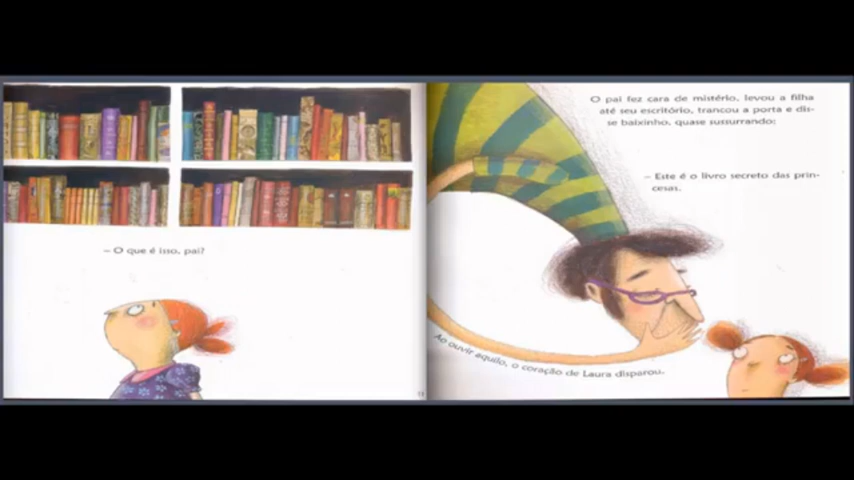 – O que é isso, pai?
O pai fez cara de mistério, levou a filha
até seu escritório, trancou a porta e dis-
se baixinho, quase sussurrando:
– Este é o livro secreto das prin-
cesas.
Ao ouvir aquilo, o coração de Laura disparou.